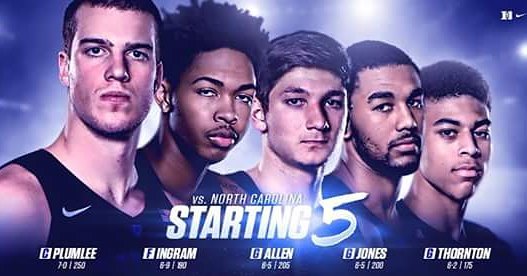 vs. NORTH CAROLINA
STARTING 5
C PLUMLEE
7-0 | 250
F INGRAM
6-9 | 190
G ALLEN
6-5 | 205
G JONES
6-5 | 200
G THORNTON
6-2 | 175